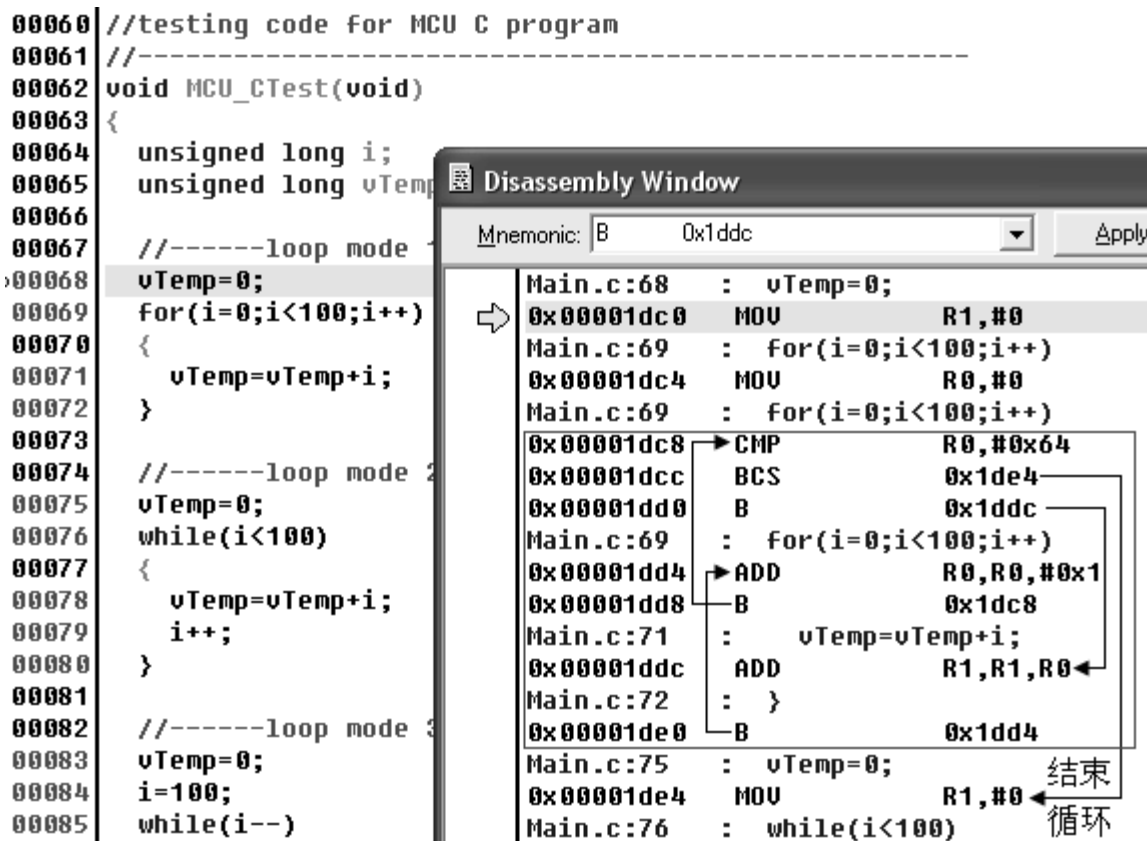 00060 //testing code for MCU C program
00061 //----------------------------------------------------
00062 void MCU_CTest(void)
00063 {
00064 unsigned long i;
00065 unsigned long vTemp
00066
00067 //------loop mode 1
00068 vTemp=0;
00069 for(i=0;i<100;i++)
00070 {
00071 vTemp=vTemp+i;
00072 }
00073
00074 //------loop mode 2
00075 vTemp=0;
00076 while(i<100)
00077 {
00078 vTemp=vTemp+i;
00079 i++;
00080 }
00081
00082 //------loop mode 3
00083 vTemp=0;
00084 i=100;
00085 while(i--)
Disassembly Window
Mnemonic: B 0x1ddc Apply
Main.c:68 : vTemp=0;
0x00001dc0 MOV R1,#0
Main.c:69 : for(i=0;i<100;i++)
0x00001dc4 MOV R0,#0
Main.c:69 : for(i=0;i<100;i++)
0x00001dc8 CMP R0,#0x64
0x00001dcc BCS 0x1de4
0x00001dd0 B 0x1ddc
Main.c:69 : for(i=0;i<100;i++)
0x00001dd4 ADD R0,R0,#0x1
0x00001dd8 B 0x1dc8
Main.c:71 : vTemp=vTemp+i;
0x00001ddc ADD R1,R1,R0
Main.c:72 : }
0x00001de0 B 0x1dd4
Main.c:75 : vTemp=0;
0x00001de4 MOV R1,#0
Main.c:76 : while(i<100)
结束
循环